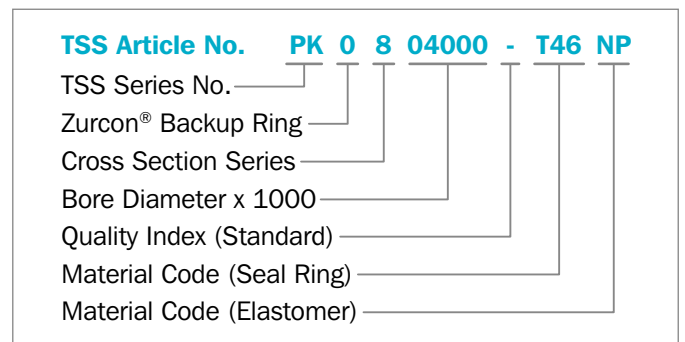 TSS Article No. PK 0 8 04000 - T46 NP
TSS Series No.
Zurcon® Backup Ring
Cross Section Series
Bore Diameter x 1000
Quality Index (Standard)
Material Code (Seal Ring)
Material Code (Elastomer)